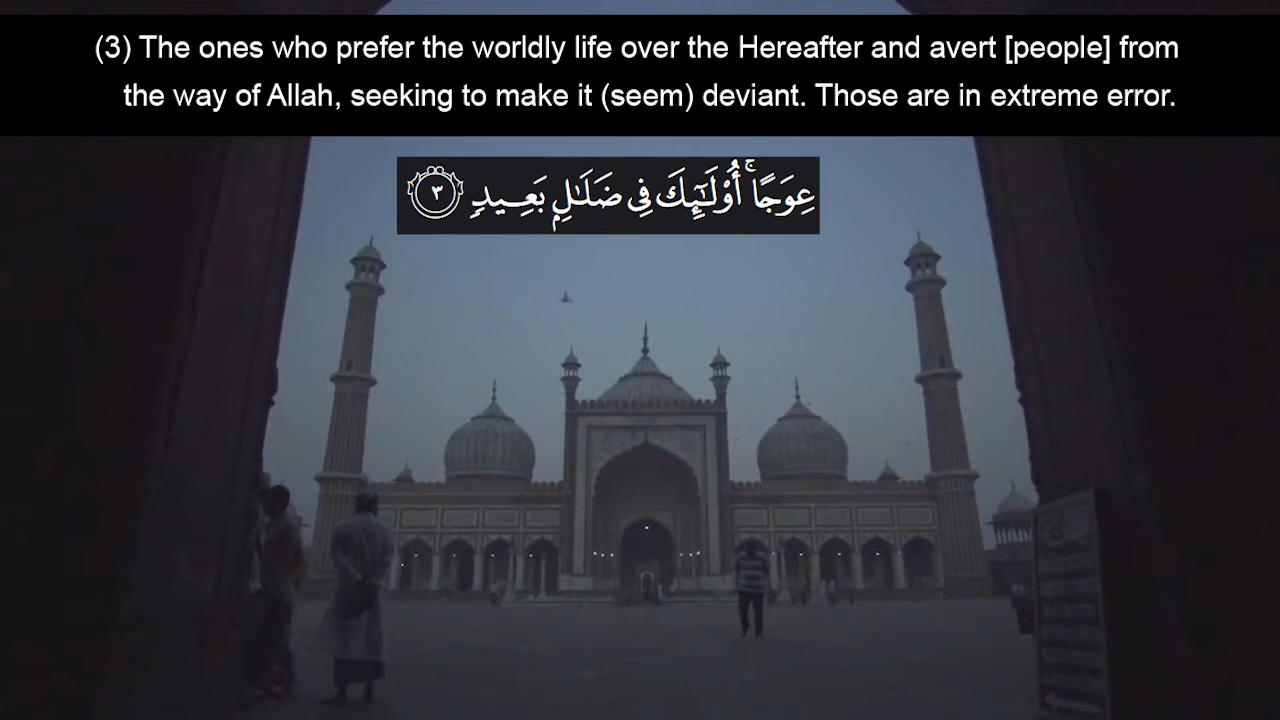 (3) The ones who prefer the worldly life over the Hereafter and avert [people] from
the way of Allah, seeking to make it (seem) deviant. Those are in extreme error.
عِوَجًا ۚ أُو۟لَـٰٓئِكَ فِى ضَلَـٰلٍۭ بَعِيدٍ ٣